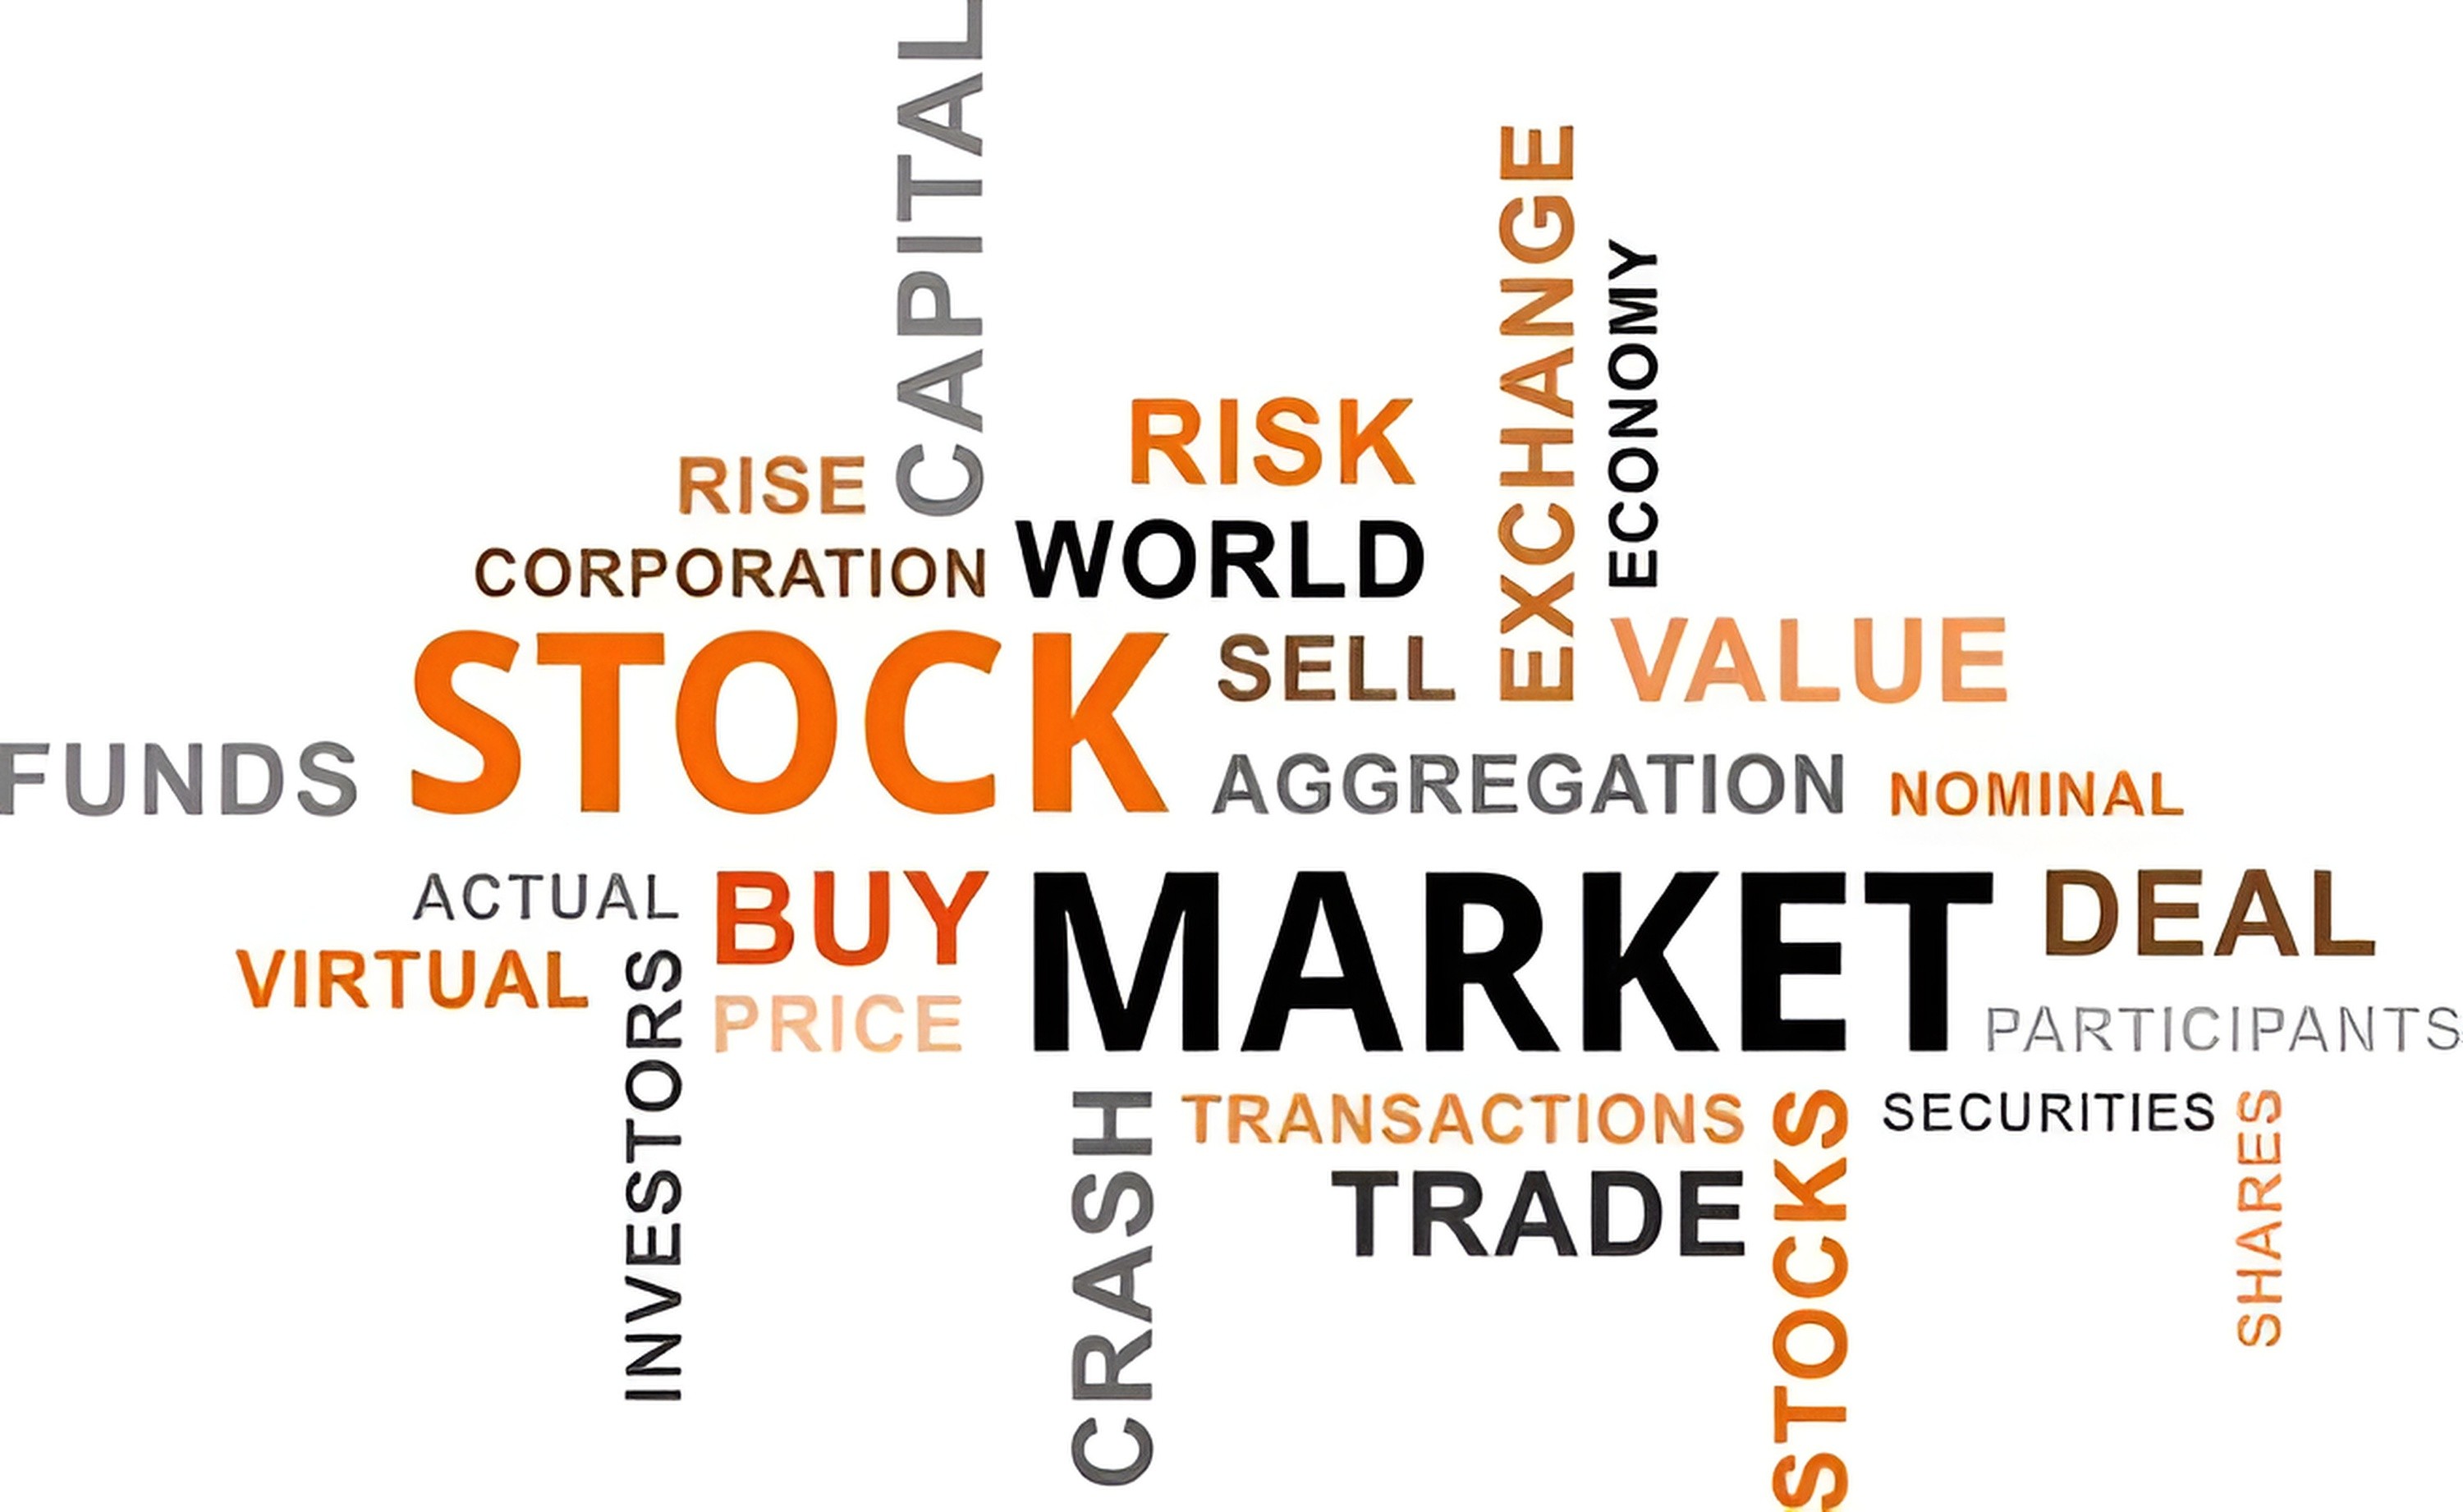 CAPITAL
EXCHANGE
ECONOMY
RISK
RISE
WORLD
CORPORATION
STOCK
SELL
VALUE
FUNDS
AGGREGATION
NOMINAL
ACTUAL
BUY
MARKET
DEAL
VIRTUAL
INVESTORS
PRICE
PARTICIPANTS
CRASH
TRANSACTIONS
STOCKS
SECURITIES
SHARES
TRADE